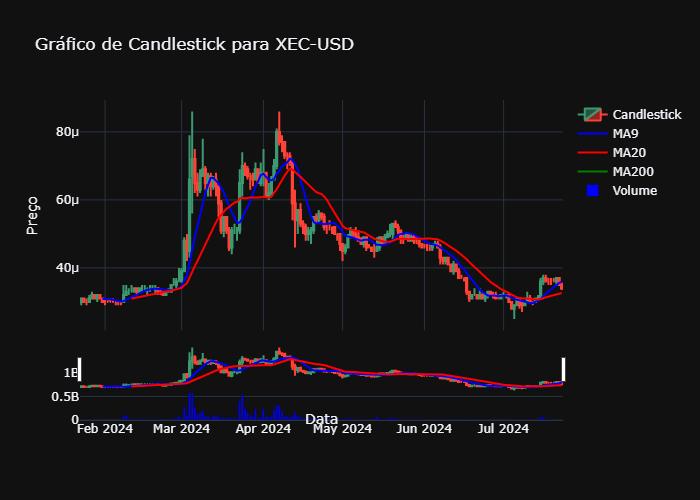 Gráfico de Candlestick para XEC-USD
Candlestick
MA9
MA20
MA200
Volume
Preço
80μ
60μ
40μ
1B
0.5B
0
Data
Feb 2024
Mar 2024
Apr 2024
May 2024
Jun 2024
Jul 2024